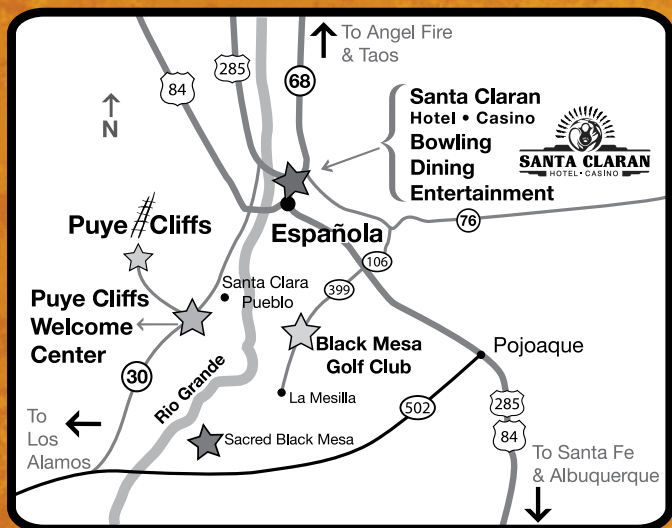 To Angel Fire
& Taos
285
84
68
N
Santa Claran
Hotel • Casino
Bowling
Dining
Entertainment
SANTA CLARAN
HOTEL • CASINO
76
Puye Cliffs
Española
106
Santa Clara
Pueblo
399
Puye Cliffs
Welcome
Center
Black Mesa
Golf Club
Pojoaque
30
Rio Grande
La Mesilla
502
285
84
To
Los
Alamos
Sacred Black Mesa
To Santa Fe
& Albuquerque